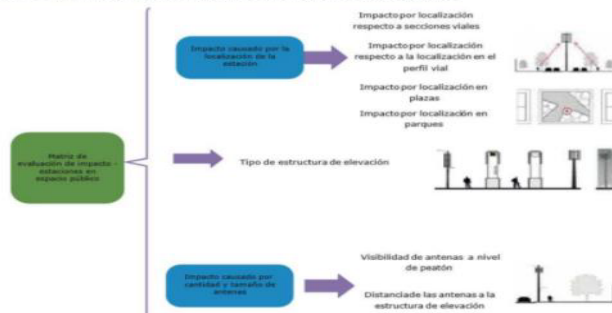 Impacto por localización
respecto a secciones viales
Impacto causado por la
localización de la
estación
Impacto por localización
respecto a la localización en el
perfil vial
Impacto por localización en
plazas
Impacto por localización en
parques
Matriz de
evaluación de impacto -
estaciones en
espacio público
Tipo de estructura de elevación
Impacto causado por
cantidad y tamaño de
antenas
Visibilidad de antenas a nivel
de peatón
Distanciade las antenas a la
estructura de elevación